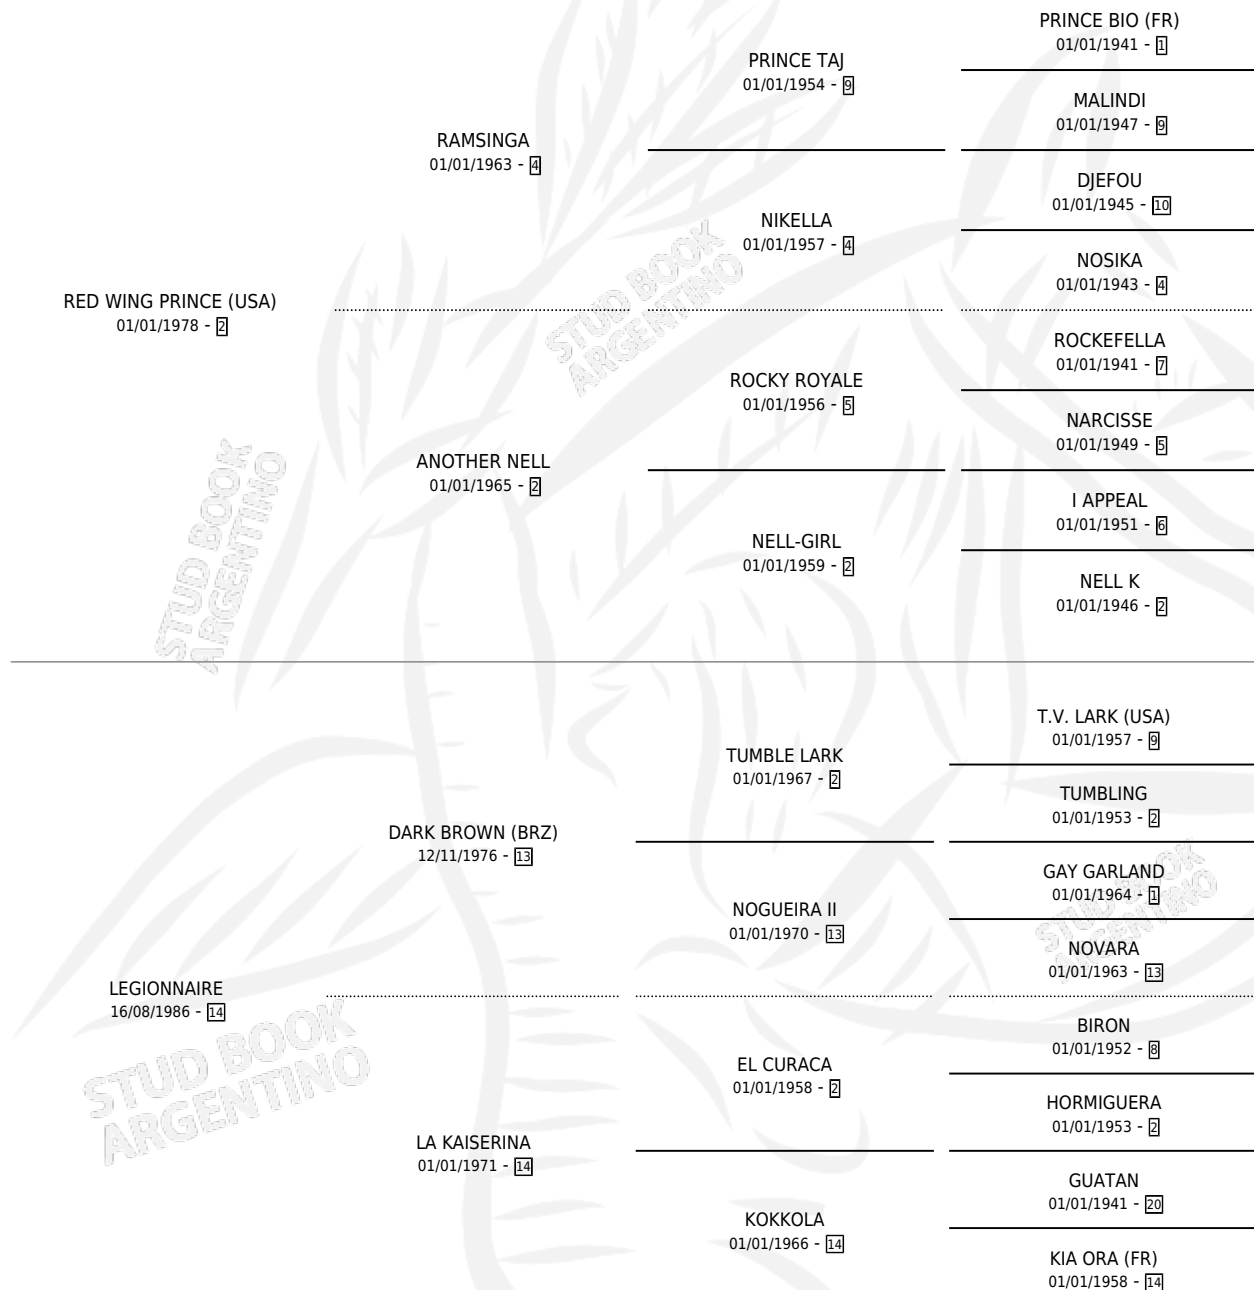 PRINCE BIO (FR)
01/01/1941 - 1
PRINCE TAJ
01/01/1954 - 9
MALINDI
01/01/1947 - 9
RAMSINGA
01/01/1963 - 4
DJEFOU
01/01/1945 - 10
NIKELLA
01/01/1957 - 4
NOSIKA
01/01/1943 - 4
RED WING PRINCE (USA)
01/01/1978 - 2
ROCKEFELLA
01/01/1941 - 7
ROCKY ROYALE
01/01/1956 - 5
NARCISSE
01/01/1949 - 5
ANOTHER NELL
01/01/1965 - 2
I APPEAL
01/01/1951 - 6
NELL-GIRL
01/01/1959 - 2
NELL K
01/01/1946 - 2
T.V. LARK (USA)
01/01/1957 - 9
TUMBLE LARK
01/01/1967 - 2
TUMBLING
01/01/1953 - 2
DARK BROWN (BRZ)
12/11/1976 - 13
GAY GARLAND
01/01/1964 - 1
NOGUEIRA II
01/01/1970 - 13
NOVARA
01/01/1963 - 13
LEGIONNAIRE
16/08/1986 - 14
BIRON
01/01/1952 - 8
EL CURACA
01/01/1958 - 2
HORMIGUERA
01/01/1953 - 2
LA KAISERINA
01/01/1971 - 14
GUATAN
01/01/1941 - 20
KOKKOLA
01/01/1966 - 14
KIA ORA (FR)
01/01/1958 - 14
STUD BOOK
ARGENTINO
STUD BOOK
ARGENTINO
STUD BOOK
ARGENTINO
STUD BOOK
ARGENTINO